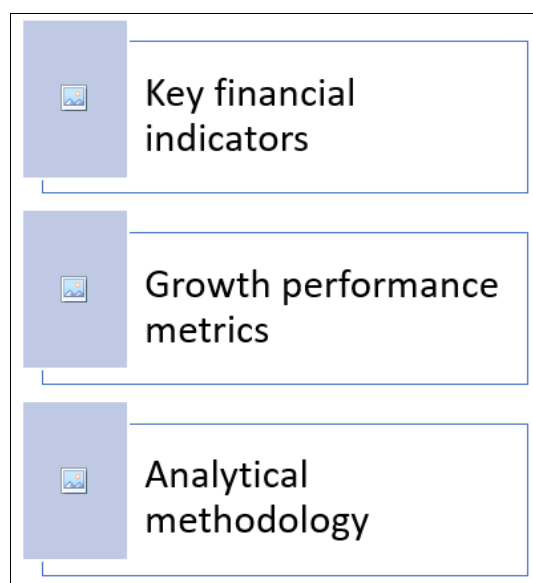 Key financial
indicators
Growth performance
metrics
Analytical
methodology